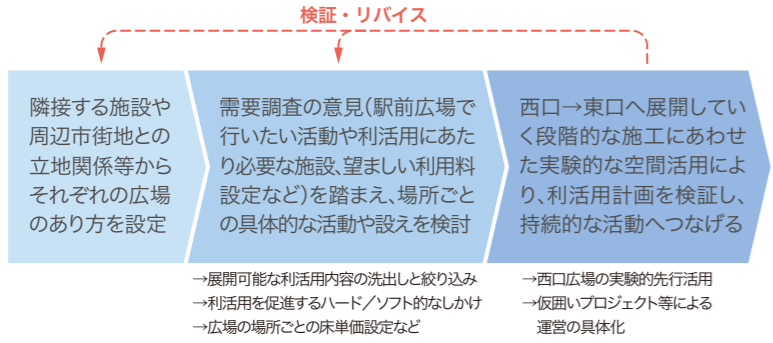 検証・リバイス
隣接する施設や
周辺市街地との
立地関係等から
それぞれの広場
のあり方を設定
需要調査の意見（駅前広場で
行いたい活動や利活用にあた
り必要な施設、望ましい利用料
設定など）を踏まえ、場所ごと
の具体的な活動や設えを検討
西口→東口へ展開してい
く段階的な施工にあわせ
た実験的な空間活用によ
り、利活用計画を検証し、
持続的な活動へつなげる
→展開可能な利活用内容の洗出しと絞り込み
→利活用を促進するハード／ソフト的なしかけ
→広場の場所ごとの床単価設定など
→西口広場の実験的先行活用
→仮囲いプロジェクト等による
運営の具体化